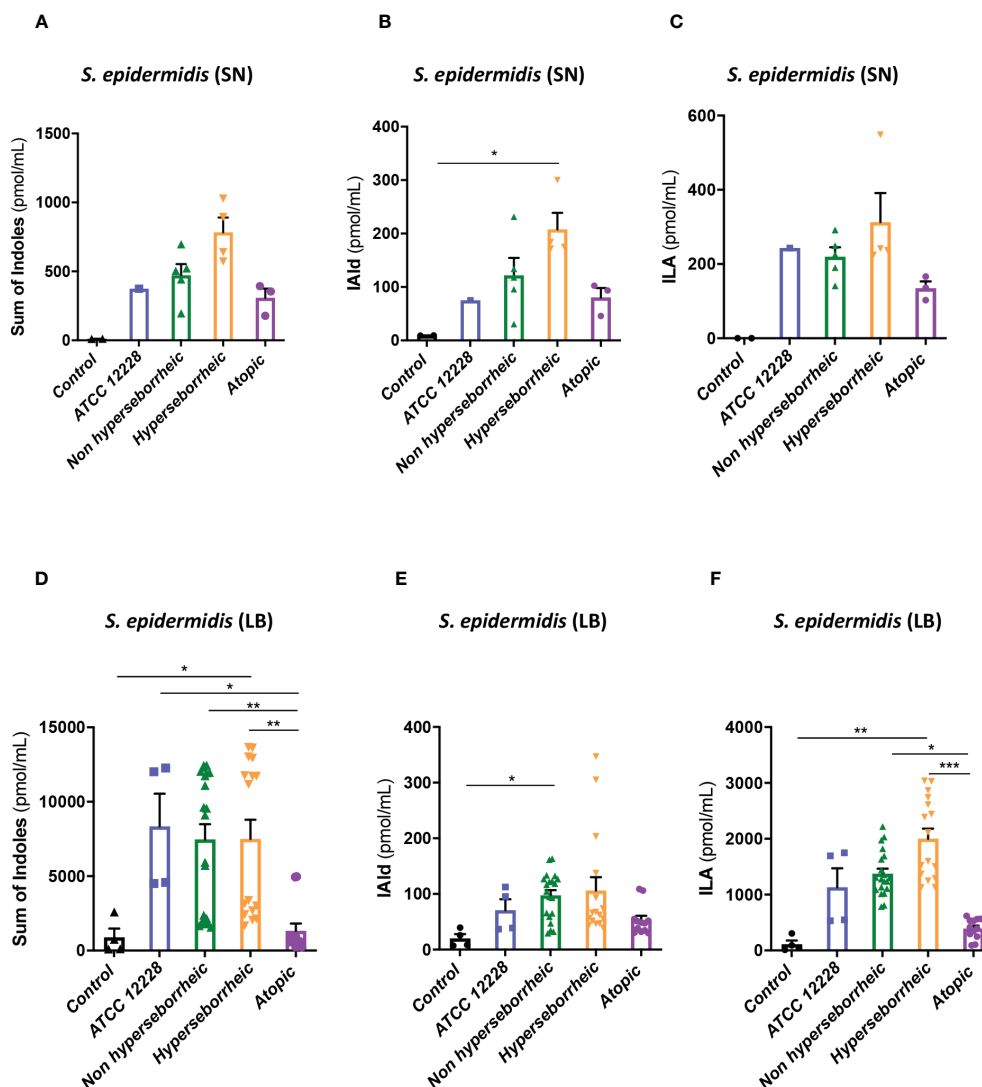 A
S. epidermidis (SN)
Sum of Indoles (pmol/mL)
1500
1000
500
0
Control
ATCC 12228
Non hyperseborrheic
Hyperseborrheic
Atopic
B
S. epidermidis (SN)
IAld (pmol/mL)
400
300
200
100
0
*
Control
ATCC 12228
Non hyperseborrheic
Hyperseborrheic
Atopic
C
S. epidermidis (SN)
ILA (pmol/mL)
600
400
200
0
Control
ATCC 12228
Non hyperseborrheic
Hyperseborrheic
Atopic
D
S. epidermidis (LB)
Sum of Indoles (pmol/mL)
15000
10000
5000
0
*
*
**
**
Control
ATCC 12228
Non hyperseborrheic
Hyperseborrheic
Atopic
E
S. epidermidis (LB)
IAld (pmol/mL)
400
300
200
100
0
*
Control
ATCC 12228
Non hyperseborrheic
Hyperseborrheic
Atopic
F
S. epidermidis (LB)
ILA (pmol/mL)
4000
3000
2000
1000
0
**
*
***
Control
ATCC 12228
Non hyperseborrheic
Hyperseborrheic
Atopic